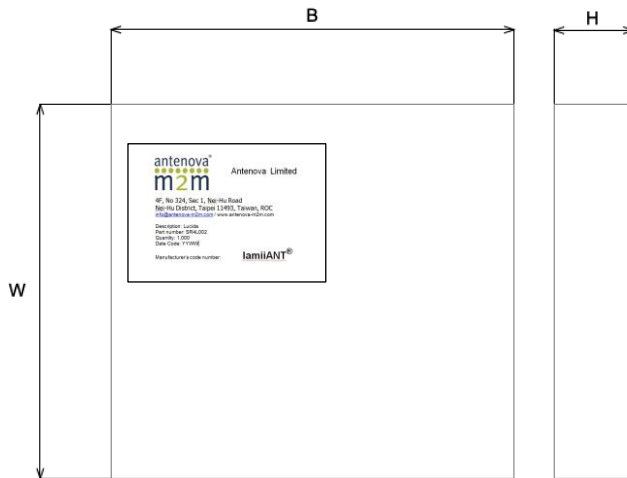 B
H
W
antenova®
m2m
Antenova Limited
4F, No 324, Sec 1, Nei-Hu Road
Nei-Hu District, Taipei 11493, Taiwan, ROC
info@antenova-m2m.com / www.antenova-m2m.com
Description: Lucida
Part number: SR4L002
Quantity: 1,000
Date Code: YYWWE
Manufacturer's code number:
lamiiANT®